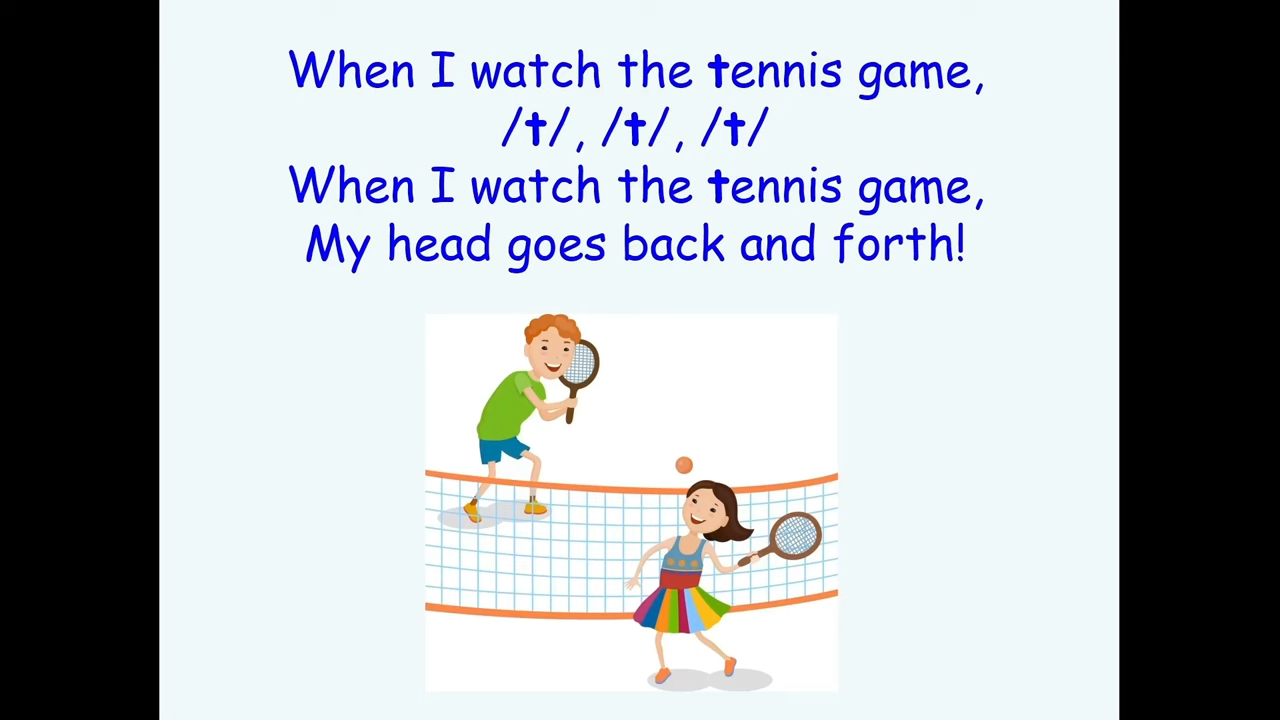 When I watch the tennis game,
/t/, /t/, /t/
When I watch the tennis game,
My head goes back and forth!